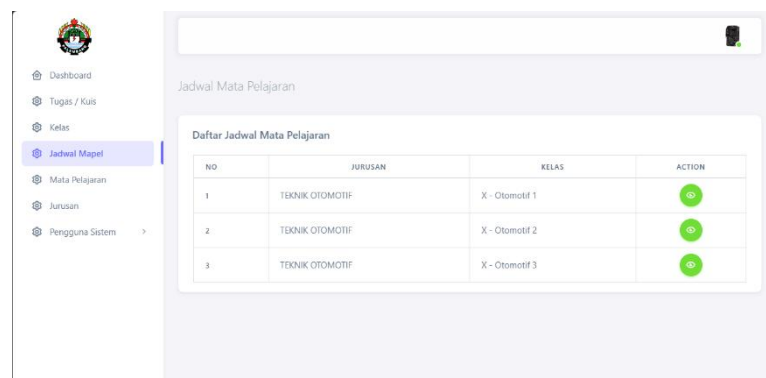 Dashboard
Tugas / Kuis
Kelas
Jadwal Mapel
Mata Pelajaran
Jurusan
Pengguna Sistem
Jadwal Mata Pelajaran
Daftar Jadwal Mata Pelajaran
NO JURUSAN KELAS ACTION
1 TEKNIK OTOMOTIF X - Otomotif 1
2 TEKNIK OTOMOTIF X - Otomotif 2
3 TEKNIK OTOMOTIF X - Otomotif 3